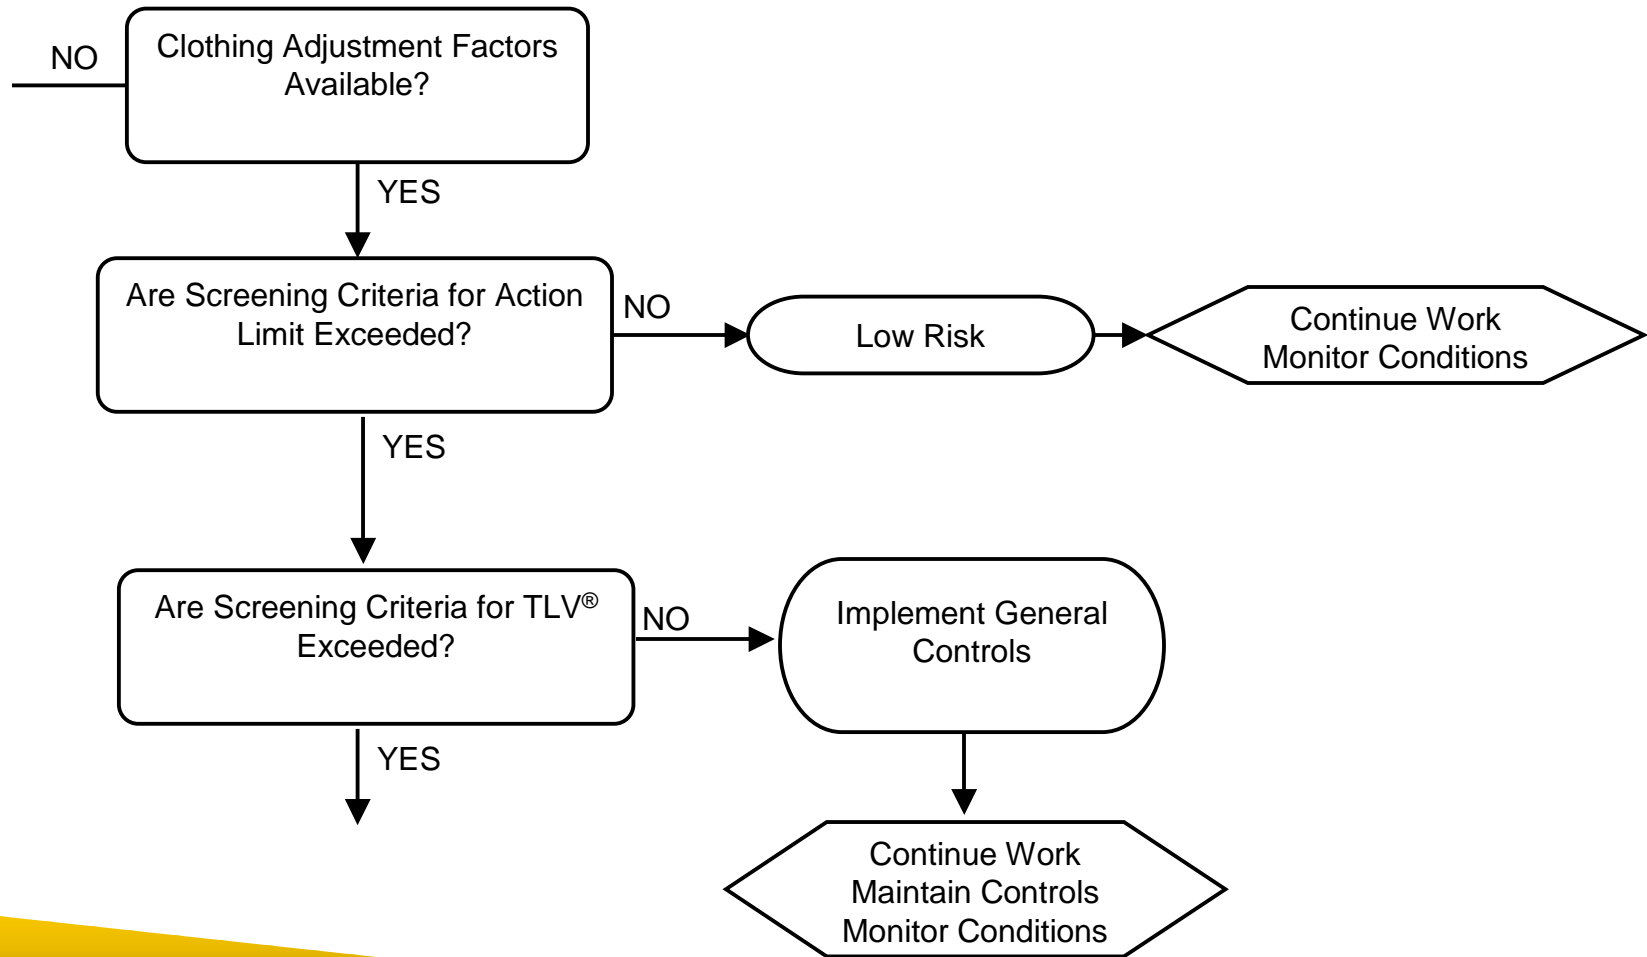 NO
Clothing Adjustment Factors
Available?
YES
Are Screening Criteria for Action
Limit Exceeded?
NO
Low Risk
Continue Work
Monitor Conditions
YES
Are Screening Criteria for TLV®
Exceeded?
NO
Implement General
Controls
YES
Continue Work
Maintain Controls
Monitor Conditions